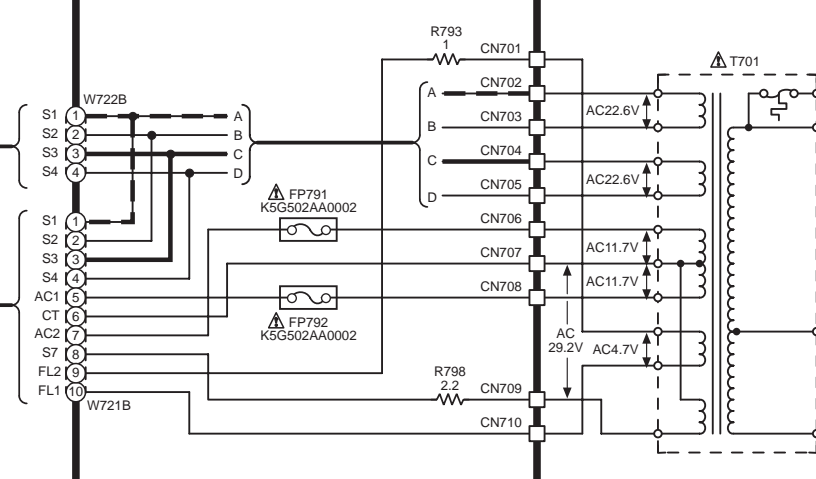 R793
1
CN701
T701
W722B
CN702
A
S1 1
A
AC22.6V
S2 2
B
B
CN703
S3 3
C
C
CN704
S4 4
D
AC22.6V
D
CN705
FP791
K5G502AA0002
S1 1
CN706
S2 2
AC11.7V
S3 3
CN707
S4 4
AC11.7V
AC1 5
CN708
CT 6
FP792
K5G502AA0002
AC2 7
AC
29.2V
AC4.7V
S7 8
FL2 9
R798
2.2
FL1 10
CN709
W721B
CN710